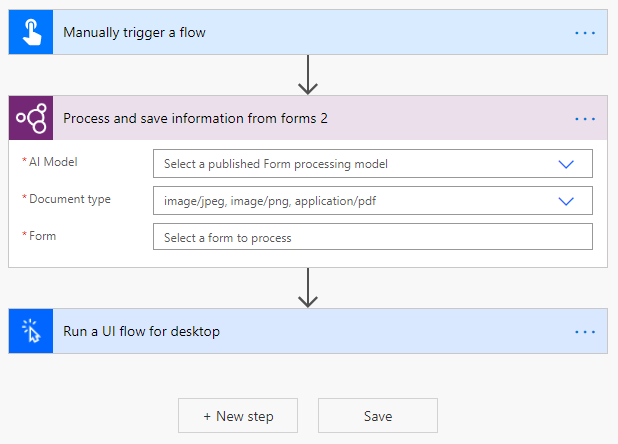 Manually trigger a flow
Process and save information from forms 2
* AI Model
Select a published Form processing model
* Document type
image/jpeg, image/png, application/pdf
* Form
Select a form to process
Run a UI flow for desktop
+ New step
Save